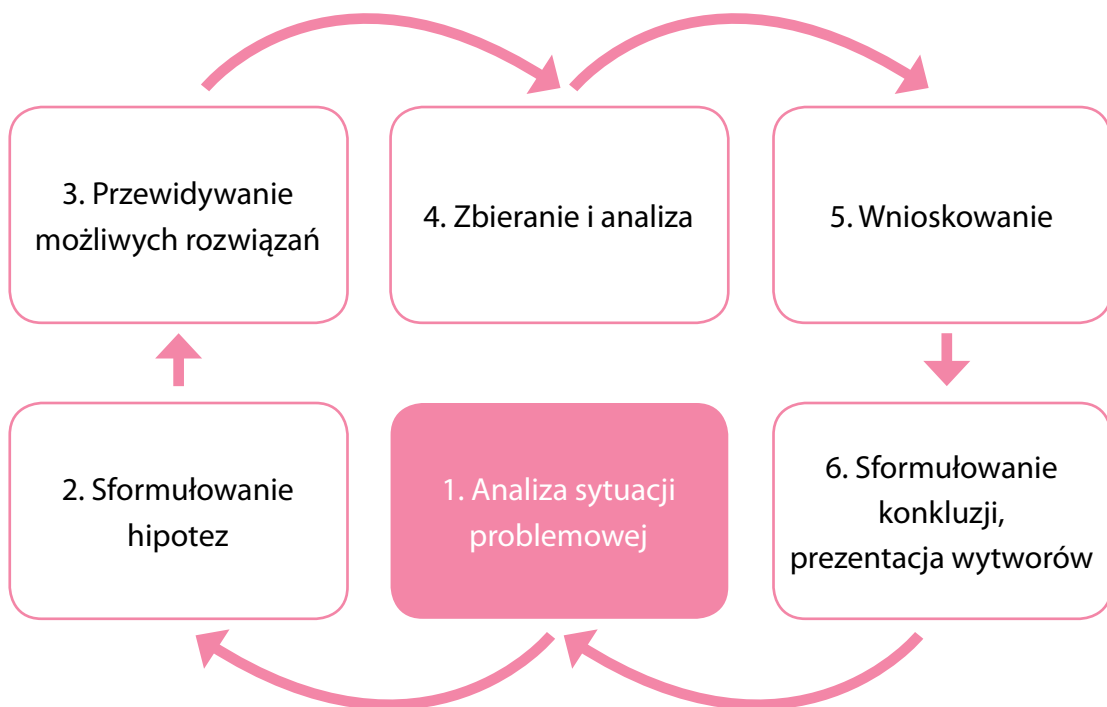 3. Przewidywanie
możliwych rozwiązań
4. Zbieranie i analiza
5. Wnioskowanie
2. Sformułowanie
hipotez
1. Analiza sytuacji
problemowej
6. Sformułowanie
konkluzji,
prezentacja wytworów